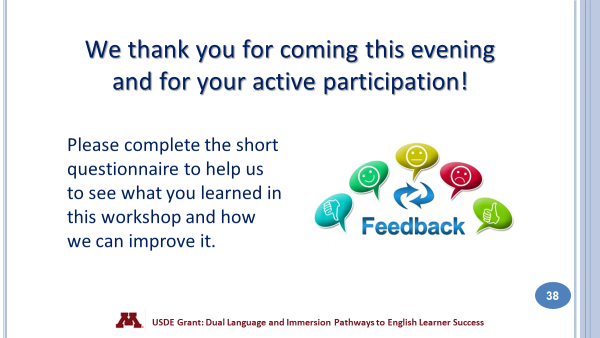 We thank you for coming this evening
and for your active participation!
Please complete the short
questionnaire to help us
to see what you learned in
this workshop and how
we can improve it.
Feedback
38
M USDE Grant: Dual Language and Immersion Pathways to English Learner Success